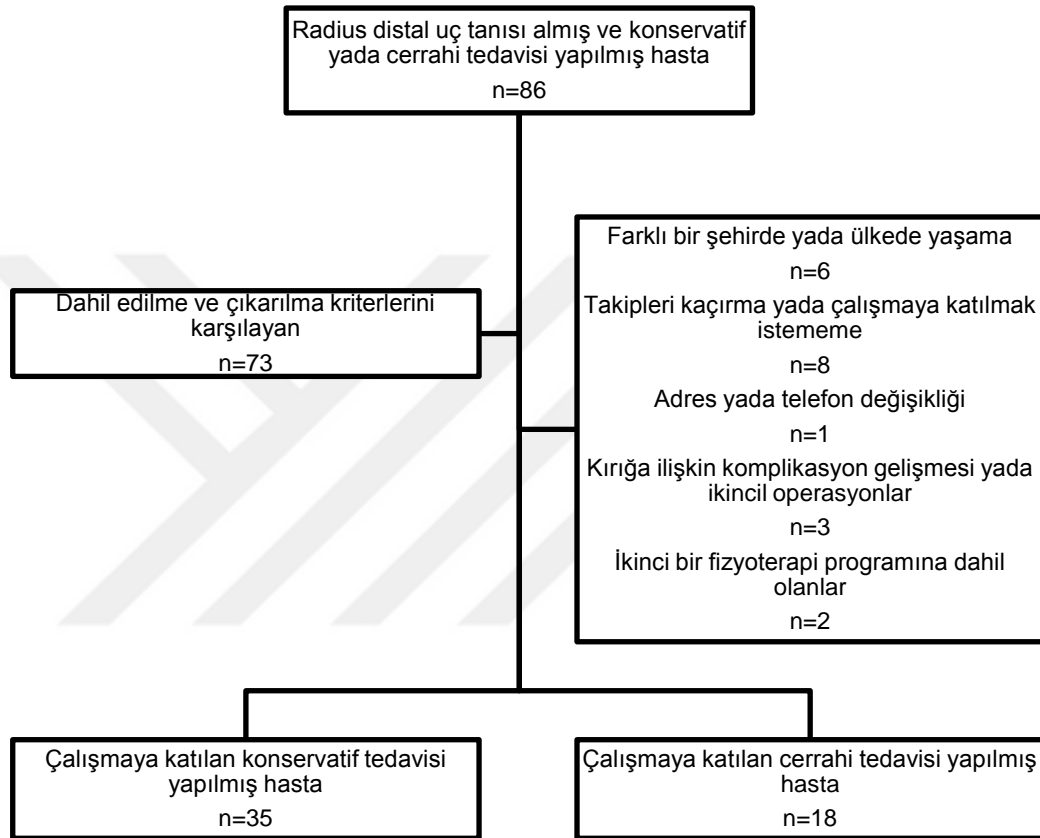 Radius distal uç tanısı almış ve konservatif
yada cerrahi tedavisi yapılmış hasta
n=86
Dahil edilme ve çıkarılma kriterlerini
karşılayan
n=73
Farklı bir şehirde yada ülkede yaşama
n=6
Takipleri kaçırma yada çalışmaya katılmak
istememe
n=8
Adres yada telefon değişikliği
n=1
Kırığa ilişkin komplikasyon gelişmesi yada
ikincil operasyonlar
n=3
İkinci bir fizyoterapi programına dahil
olanlar
n=2
Çalışmaya katılan konservatif tedavisi
yapılmış hasta
n=35
Çalışmaya katılan cerrahi tedavisi yapılmış
hasta
n=18